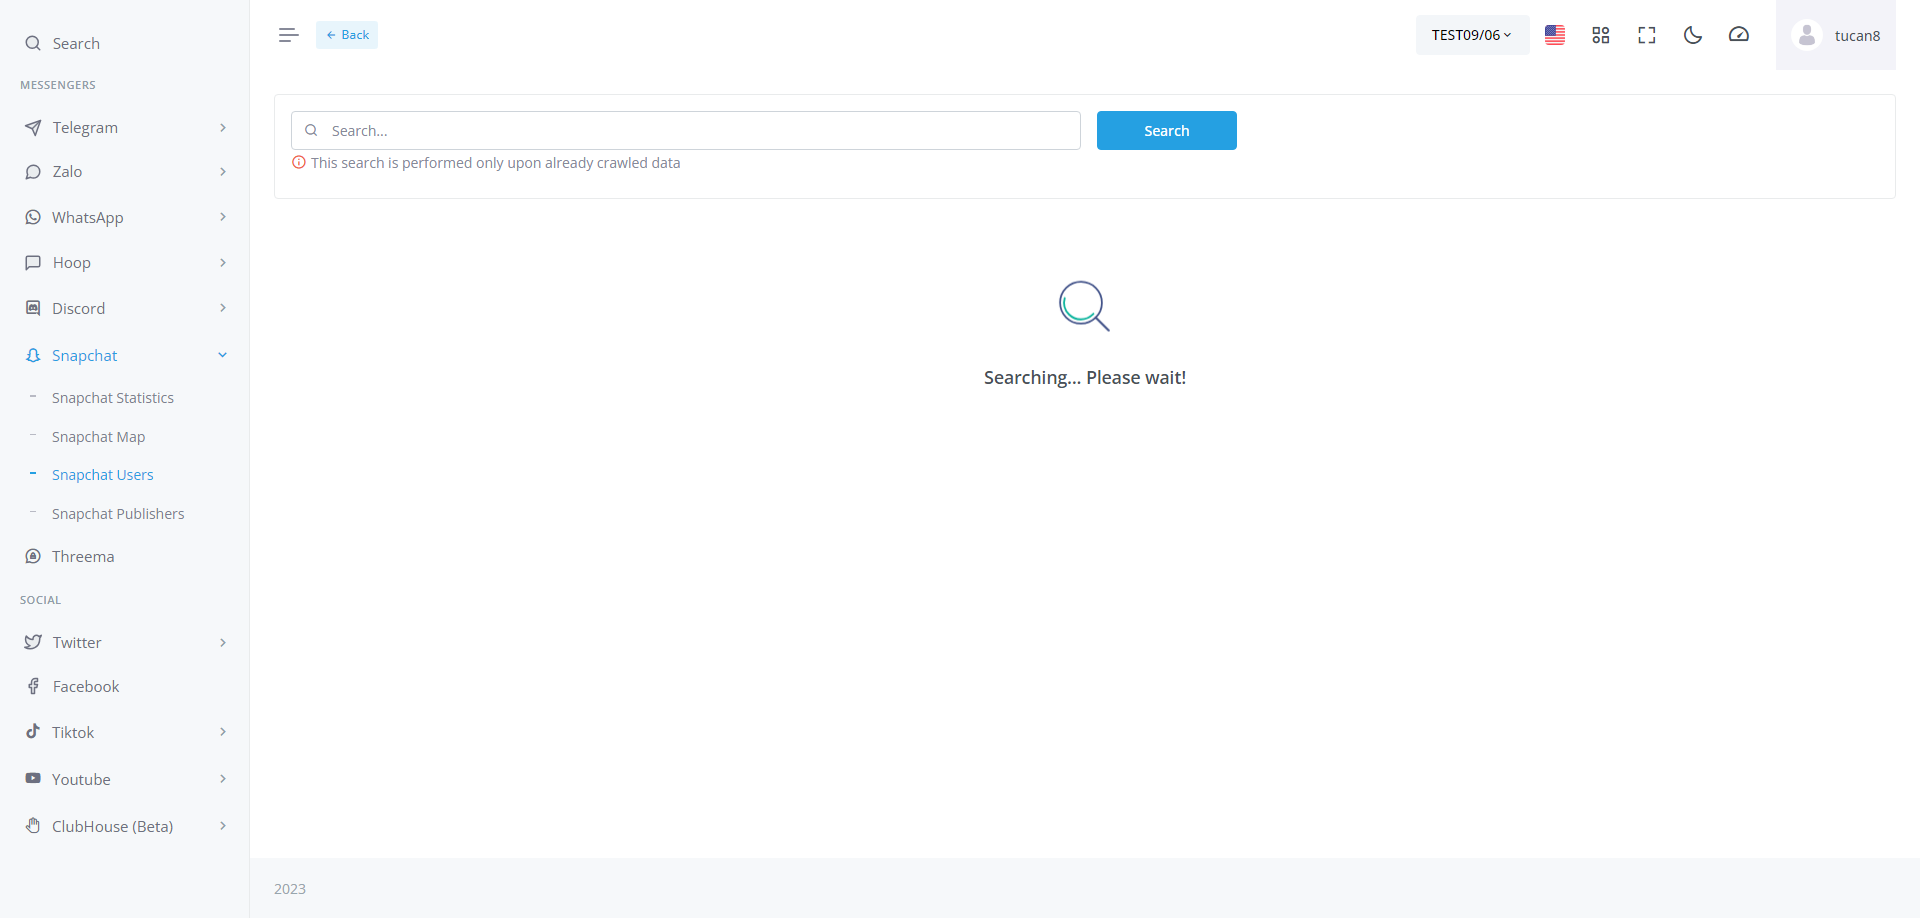 Search
MESSENGERS
Telegram
Zalo
WhatsApp
Hoop
Discord
Snapchat
Snapchat Statistics
Snapchat Map
Snapchat Users
Snapchat Publishers
Threema
SOCIAL
Twitter
Facebook
Tiktok
Youtube
ClubHouse (Beta)
Back
TEST09/06
tucan8
Search...
Search
This search is performed only upon already crawled data
Searching... Please wait!
2023